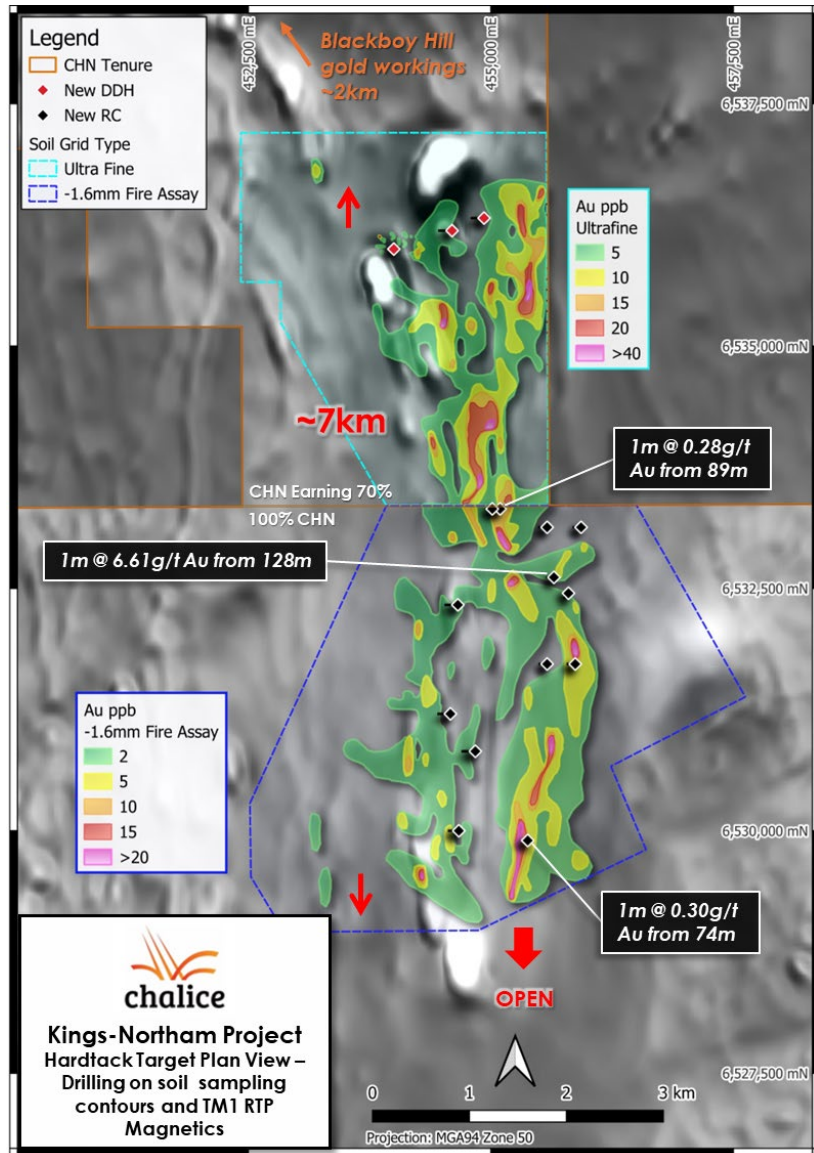 Legend
CHN Tenure
New DDH
New RC
Soil Grid Type
Ultra Fine
-1.6mm Fire Assay
452,500 mE
Blackboy Hill
gold workings
~2km
455,000 mE
457,500 mE
6,537,500 mN
Au ppb
Ultrafine
5
10
15
20
>40
6,535,000 mN
~7km
1m @ 0.28g/t
Au from 89m
CHN Earning 70%
100% CHN
1m @ 6.61g/t Au from 128m
6,532,500 mN
Au ppb
-1.6mm Fire Assay
2
5
10
15
>20
6,530,000 mN
1m @ 0.30g/t
Au from 74m
OPEN
chalice
Kings-Northam Project
Hardtack Target Plan View –
Drilling on soil sampling
contours and TM1 RTP
Magnetics
6,527,500 mN
0 1 2 3 km
Projection: MGA94 Zone 50